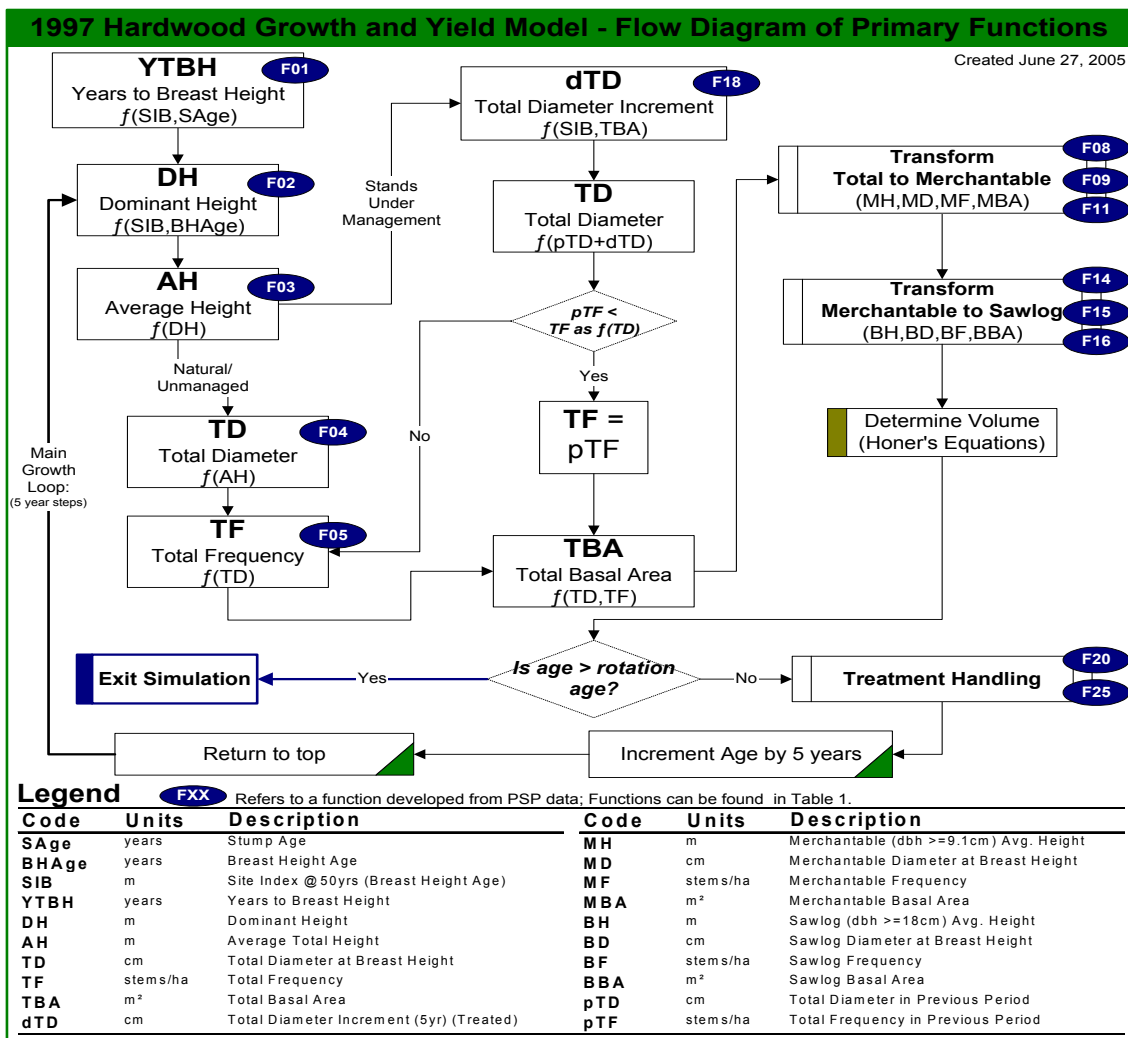 1997 Hardwood Growth and Yield Model - Flow Diagram of Primary Functions
Created June 27, 2005
YTBH
F01
Years to Breast Height
ƒ(SIB,SAge)
DH
F02
Dominant Height
ƒ(SIB,BHAge)
AH
F03
Average Height
ƒ(DH)
Natural/
Unmanaged
Stands
Under
Management
TD
F04
Total Diameter
ƒ(AH)
TF
F05
Total Frequency
ƒ(TD)
Main
Growth
Loop:
(5 year steps)
dTD
F18
Total Diameter Increment
ƒ(SIB,TBA)
TD
Total Diameter
ƒ(pTD+dTD)
pTF <
TF as ƒ(TD)
No
Yes
TF =
pTF
TBA
Total Basal Area
ƒ(TD,TF)
Transform
Total to Merchantable
(MH,MD,MF,MBA)
F08
F09
F11
Transform
Merchantable to Sawlog
(BH,BD,BF,BBA)
F14
F15
F16
Determine Volume
(Honer's Equations)
Is age > rotation
age?
Yes
Exit Simulation
No
Treatment Handling
F20
F25
Increment Age by 5 years
Return to top
Legend
FXX Refers to a function developed from PSP data; Functions can be found in Table 1.
Code Units Description
SAge years Stump Age
BHAge years Breast Height Age
SIB m Site Index @50yrs (Breast Height Age)
YTBH years Years to Breast Height
DH m Dominant Height
AH m Average Total Height
TD cm Total Diameter at Breast Height
TF stems/ha Total Frequency
TBA m² Total Basal Area
dTD cm Total Diameter Increment (5yr) (Treated)
Code Units Description
MH m Merchantable (dbh >=9.1cm) Avg. Height
MD cm Merchantable Diameter at Breast Height
MF stems/ha Merchantable Frequency
MBA m² Merchantable Basal Area
BH m Sawlog (dbh >=18cm) Avg. Height
BD cm Sawlog Diameter at Breast Height
BF stems/ha Sawlog Frequency
BBA m² Sawlog Basal Area
pTD cm Total Diameter in Previous Period
pTF stems/ha Total Frequency in Previous Period